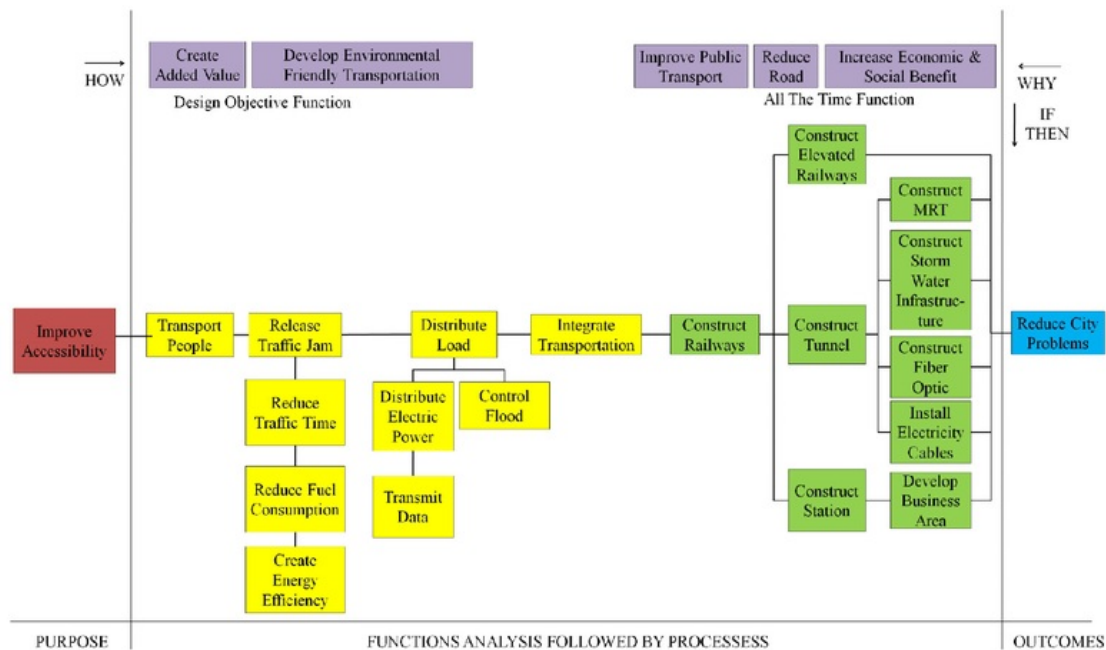 HOW
Create
Added Value
Develop Environmental
Friendly Transportation
Design Objective Function
Improve Public
Transport
Reduce
Road
Increase Economic &
Social Benefit
All The Time Function
WHY
IF
THEN
Improve
Accessibility
Transport
People
Release
Traffic Jam
Reduce
Traffic Time
Reduce Fuel
Consumption
Create
Energy
Efficiency
Distribute
Load
Distribute
Electric
Power
Control
Flood
Transmit
Data
Integrate
Transportation
Construct
Railways
Construct
Elevated
Railways
Construct
Tunnel
Construct
Station
Construct
MRT
Construct
Storm
Water
Infrastruc-
ture
Construct
Fiber
Optic
Install
Electricity
Cables
Develop
Business
Area
Reduce City
Problems
PURPOSE
FUNCTIONS ANALYSIS FOLLOWED BY PROCESSESS
OUTCOMES